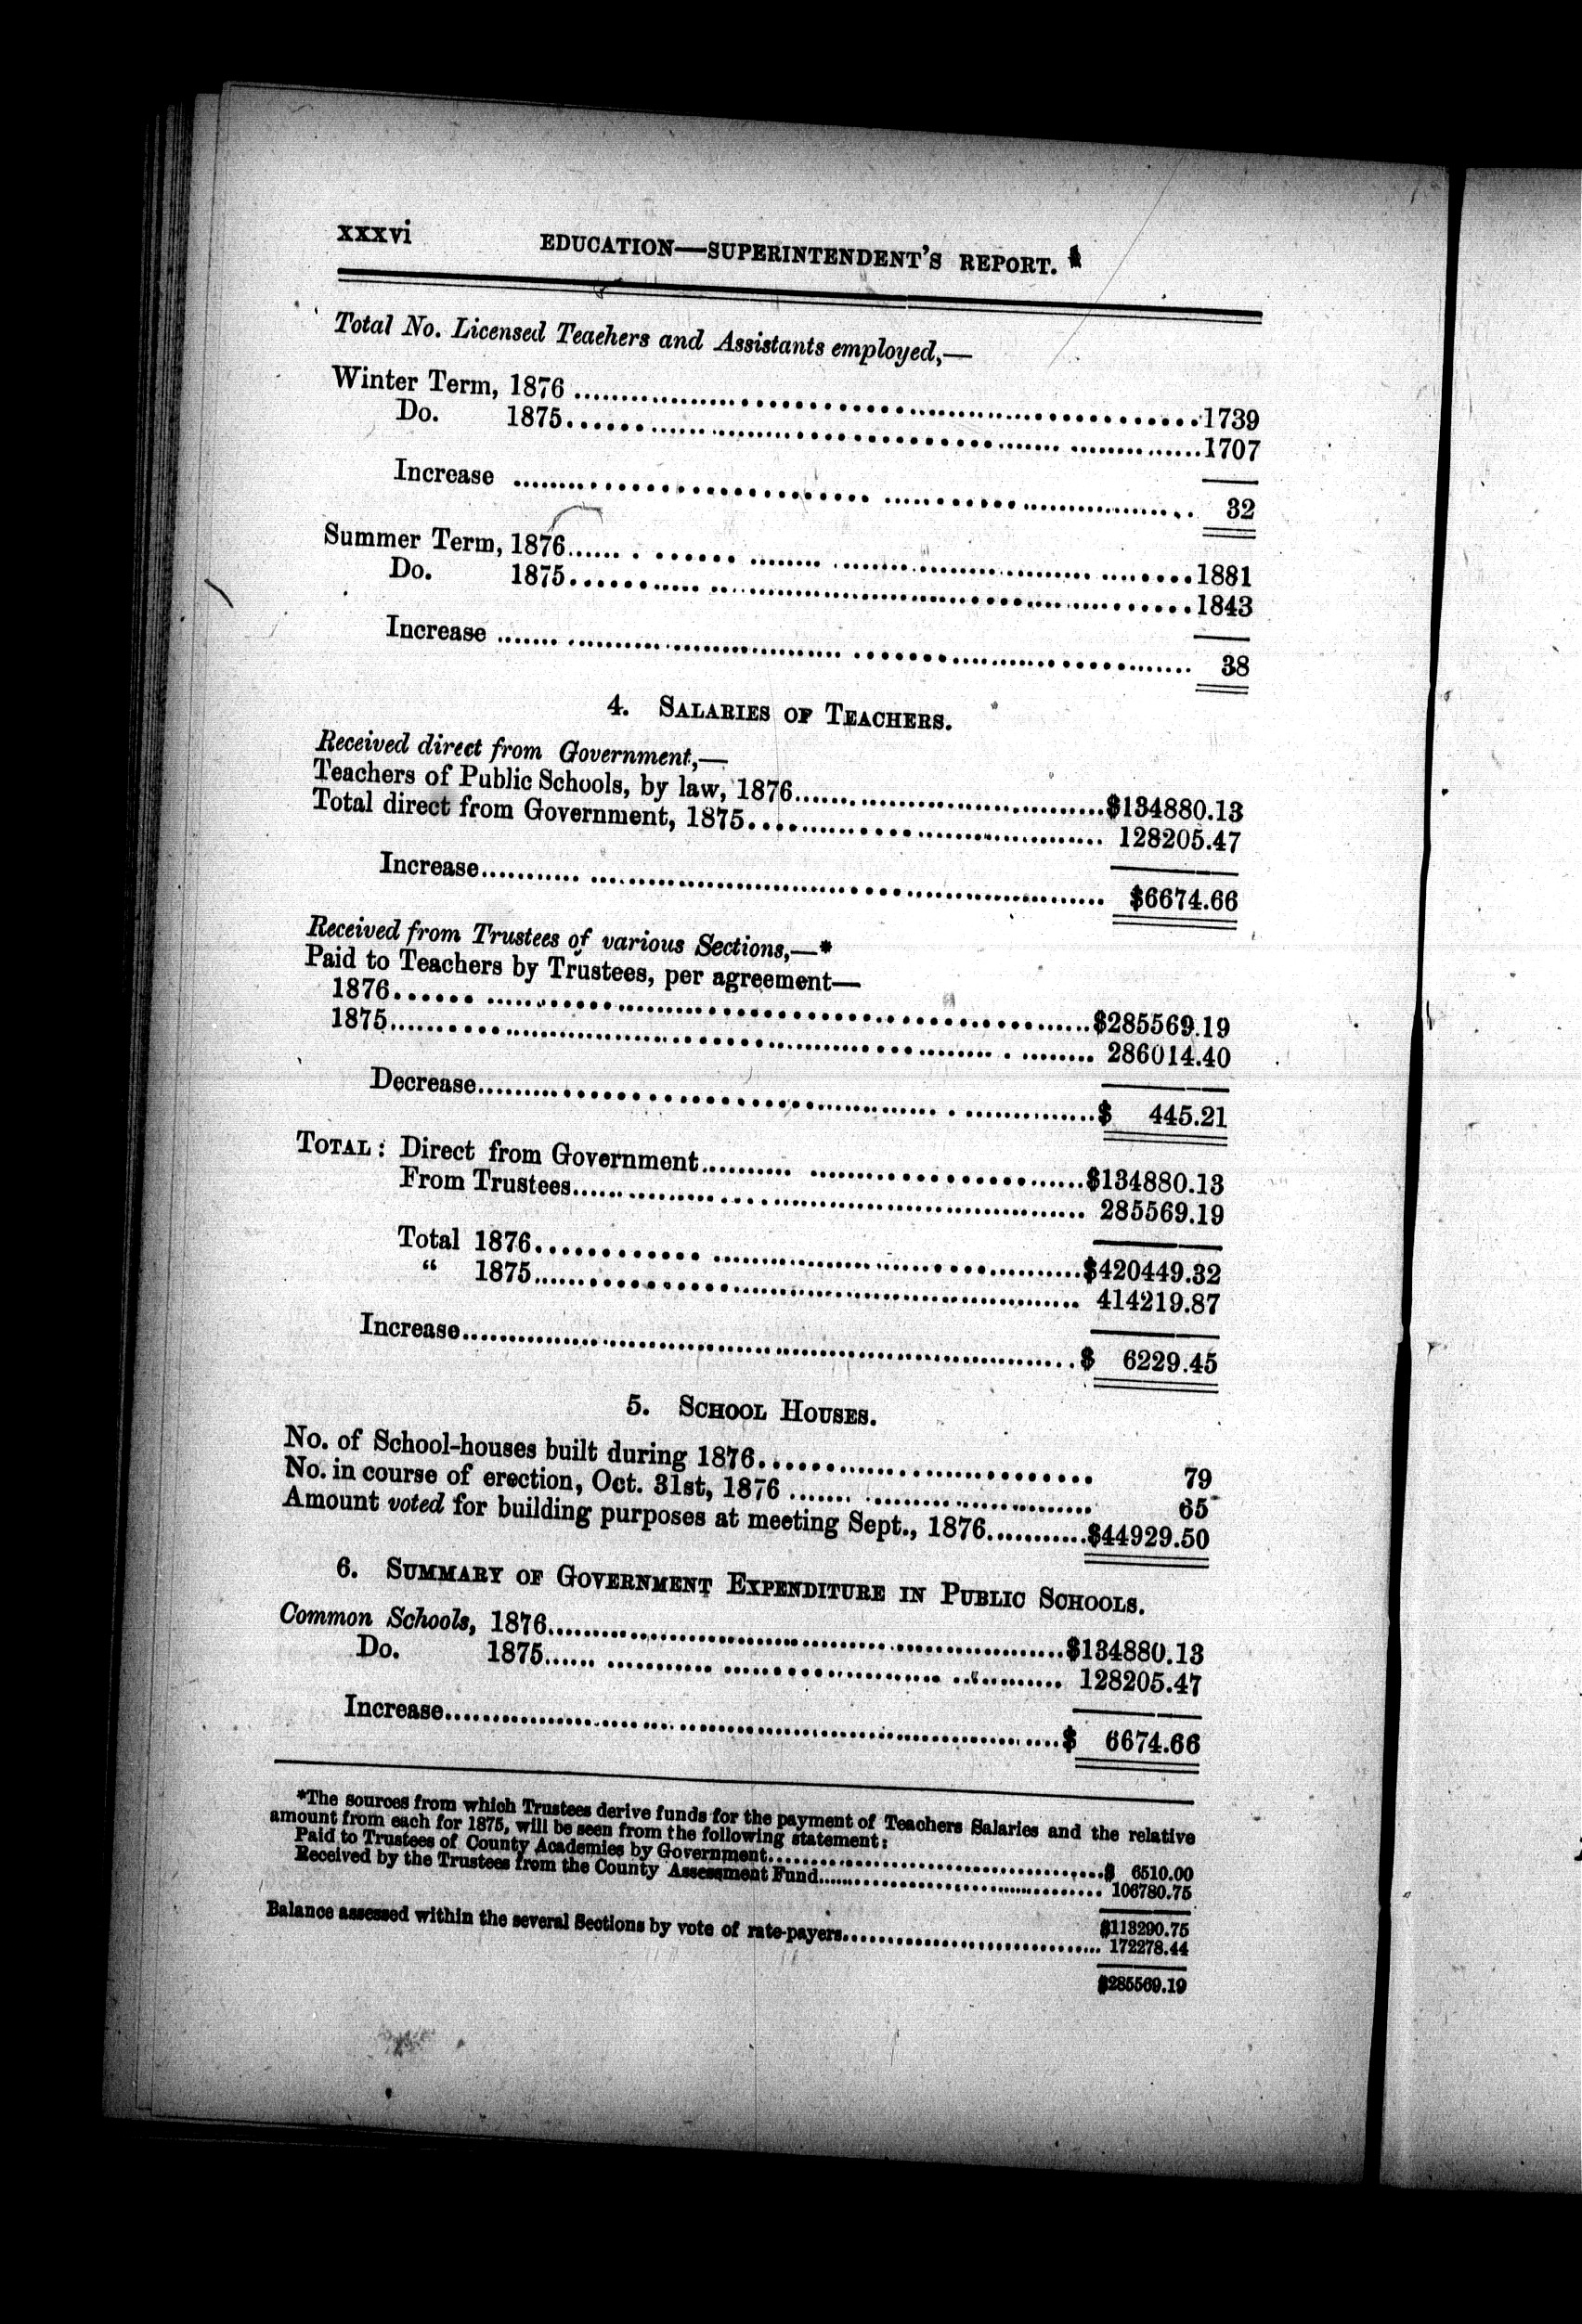 xxxvi EDUCATION—SUPERINTENDENT'S REPORT.
Total No. Licensed Teachers and Assistants employed,—
Winter Term, 1876 ........ 1739
Do. 1875 ........ 1707
Increase ........ 32
Summer Term, 1876 ........ 1881
Do. 1875 ........ 1843
Increase ........ 38
4. SALARIES OF TEACHERS.
Received direct from Government,—
Teachers of Public Schools, by law, 1876 ........ $134880.13
Total direct from Government, 1875 ........ 128205.47
Increase ........ $6674.66
Received from Trustees of various Sections,—*
Paid to Teachers by Trustees, per agreement—
1876 ........ $285569.19
1875 ........ 286014.40
Decrease ........ $ 445.21
TOTAL: Direct from Government ........ $134880.13
From Trustees ........ 285569.19
Total 1876 ........ $420449.32
“ 1875 ........ 414219.87
Increase ........ $ 6229.45
5. SCHOOL HOUSES.
No. of School-houses built during 1876 ........ 79
No. in course of erection, Oct. 31st, 1876 ........ 65
Amount voted for building purposes at meeting Sept., 1876 ........ $44929.50
6. SUMMARY OF GOVERNMENT EXPENDITURE IN PUBLIC SCHOOLS.
Common Schools, 1876 ........ $134880.13
Do. 1875 ........ 128205.47
Increase ........ $ 6674.66
*The sources from which Trustees derive funds for the payment of Teachers Salaries and the relative
amount from each for 1875, will be seen from the following statement:
Paid to Trustees of County Academies by Government ........ $ 6510.00
Received by the Trustees from the County Assessment Fund ........ 106780.75
$113290.75
Balance assessed within the several Sections by vote of rate-payers ........ 172278.44
$285569.19